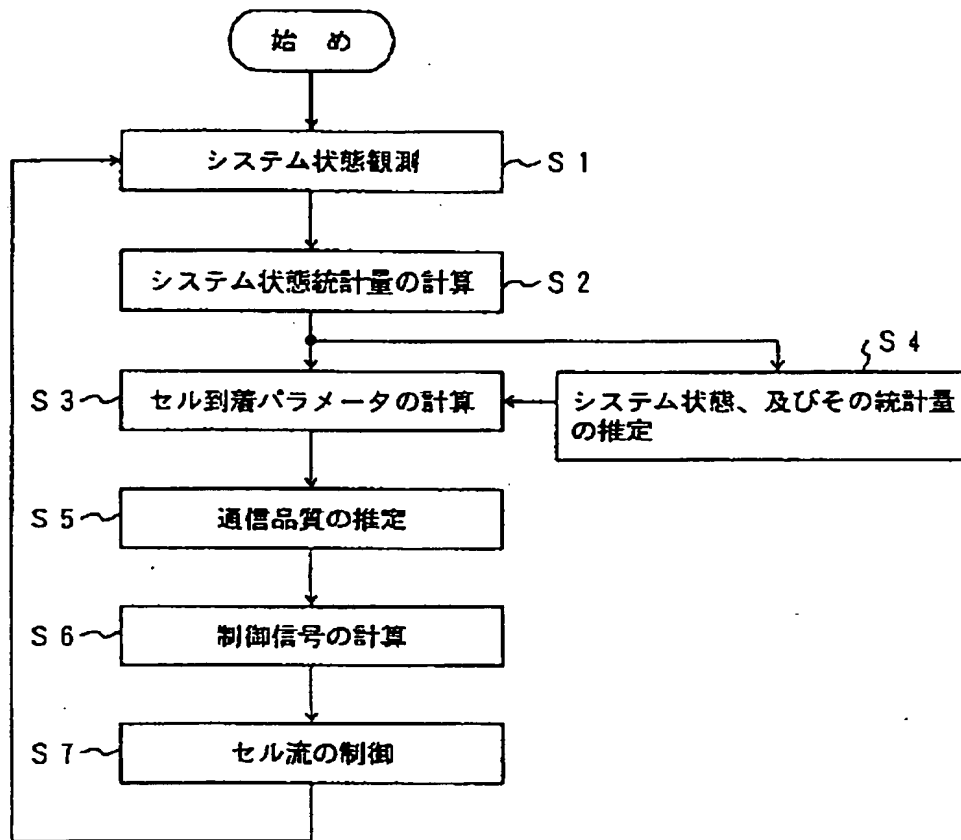 始 め
システム状態観測
S 1
システム状態統計量の計算
S 2
S 4
S 3
セル到着パラメータの計算
システム状態、及びその統計量
の推定
S 5
通信品質の推定
S 6
制御信号の計算
S 7
セル流の制御